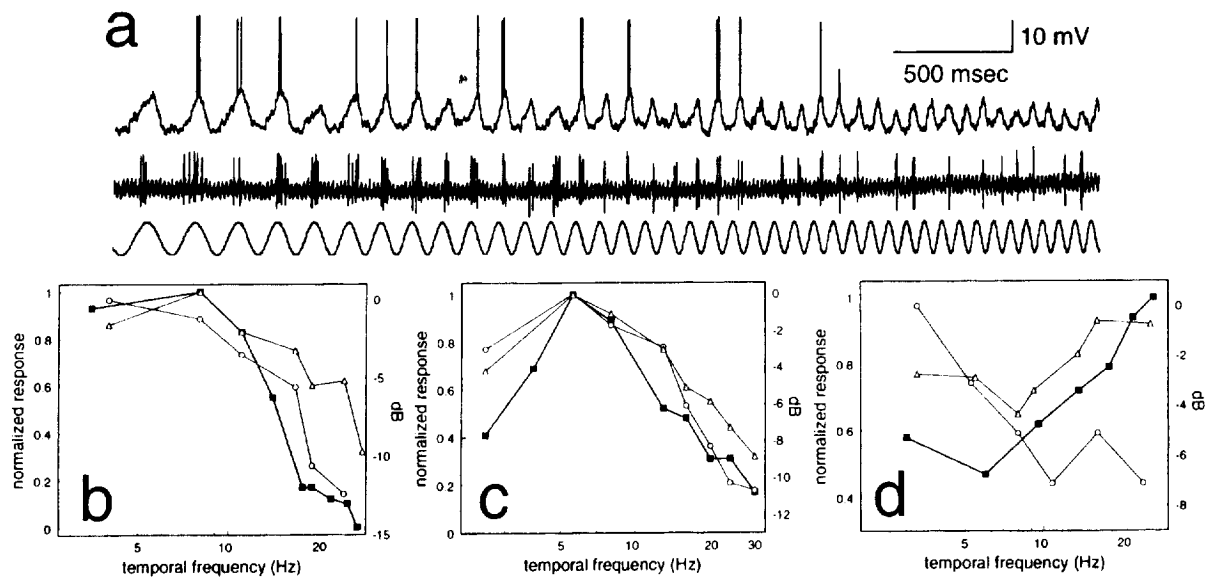 a
10 mV
500 msec
normalized response
1
0.8
0.6
0.4
0.2
0
0
-5
-10
-15
dB
b
5 10 20
temporal frequency (Hz)
normalized response
1
0.8
0.6
0.4
0.2
0
0
-2
-4
-6
-8
-10
-12
dB
c
5 10 20 30
temporal frequency (Hz)
normalized response
1
0.8
0.6
0.4
0
-2
-4
-6
-8
dB
d
5 10 20
temporal frequency (Hz)